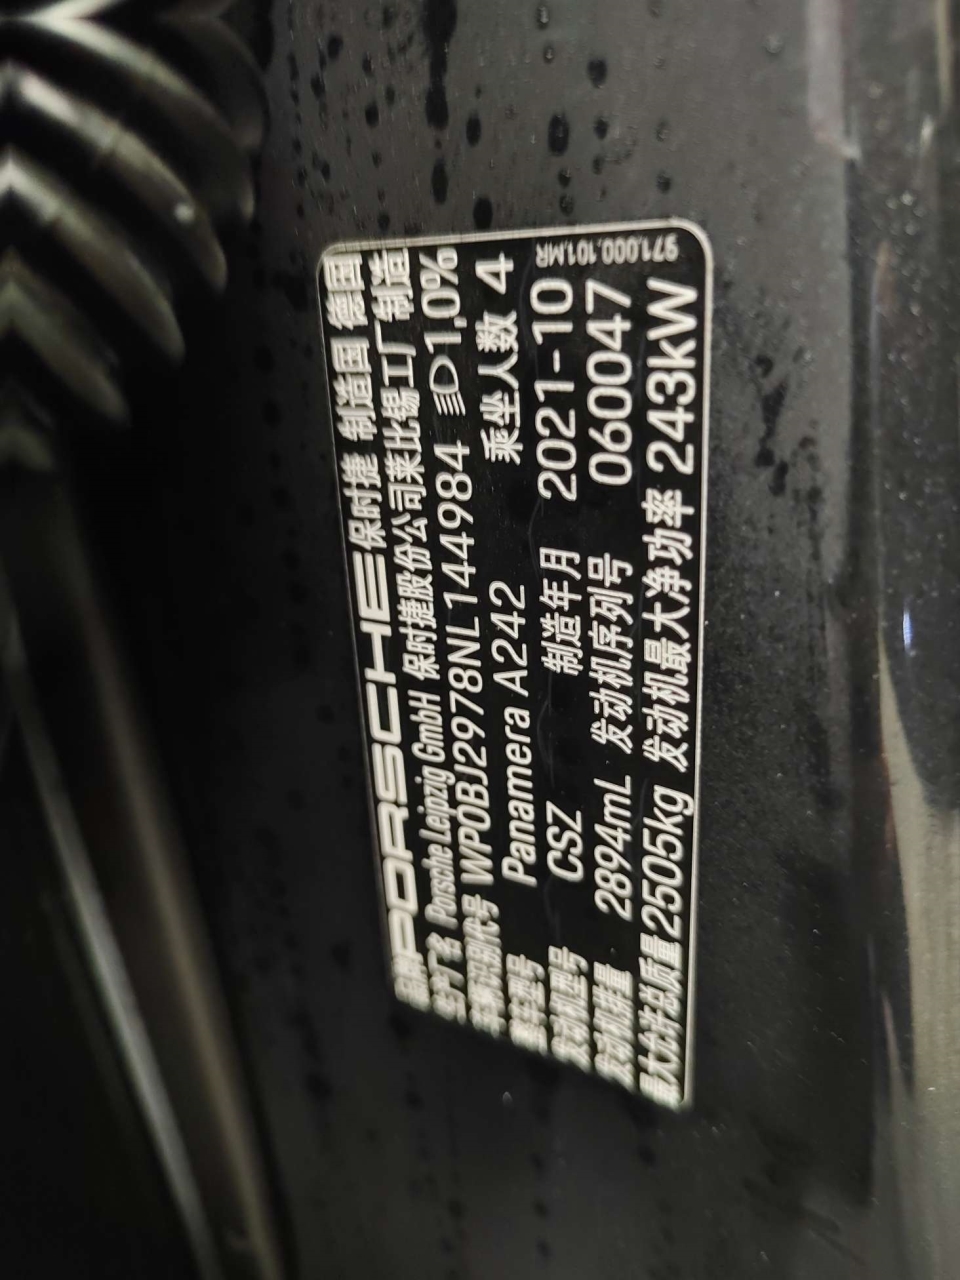 品牌 PORSCHE 保时捷 制造国 德国
生产厂名 Porsche Leipzig GmbH 保时捷股份公司莱比锡工厂制造
车辆识别代号 WP0BJ2978NL144984 1,0%
整车型号 Panamera A242 乘坐人数 4
发动机型号 CSZ 制造年月 2021-10
发动机排量 2894mL 发动机序列号 060047
最大允许总质量 2505kg 发动机最大净功率 243kW
971.000.101.MR